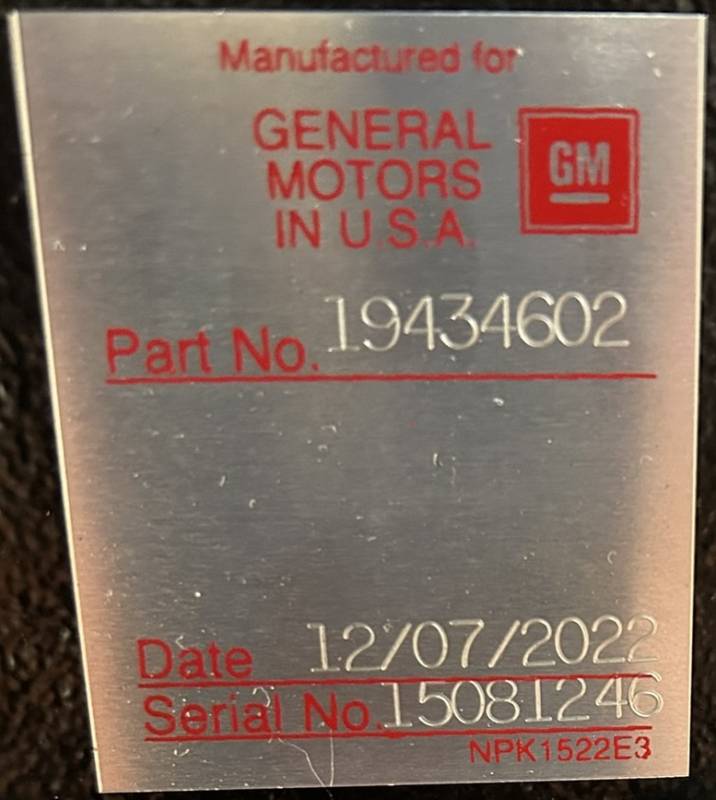 Manufactured for
GENERAL
MOTORS
IN U.S.A.
GM
Part No. 19434602
Date 12/07/2022
Serial No. 15081246
NPK1522E3